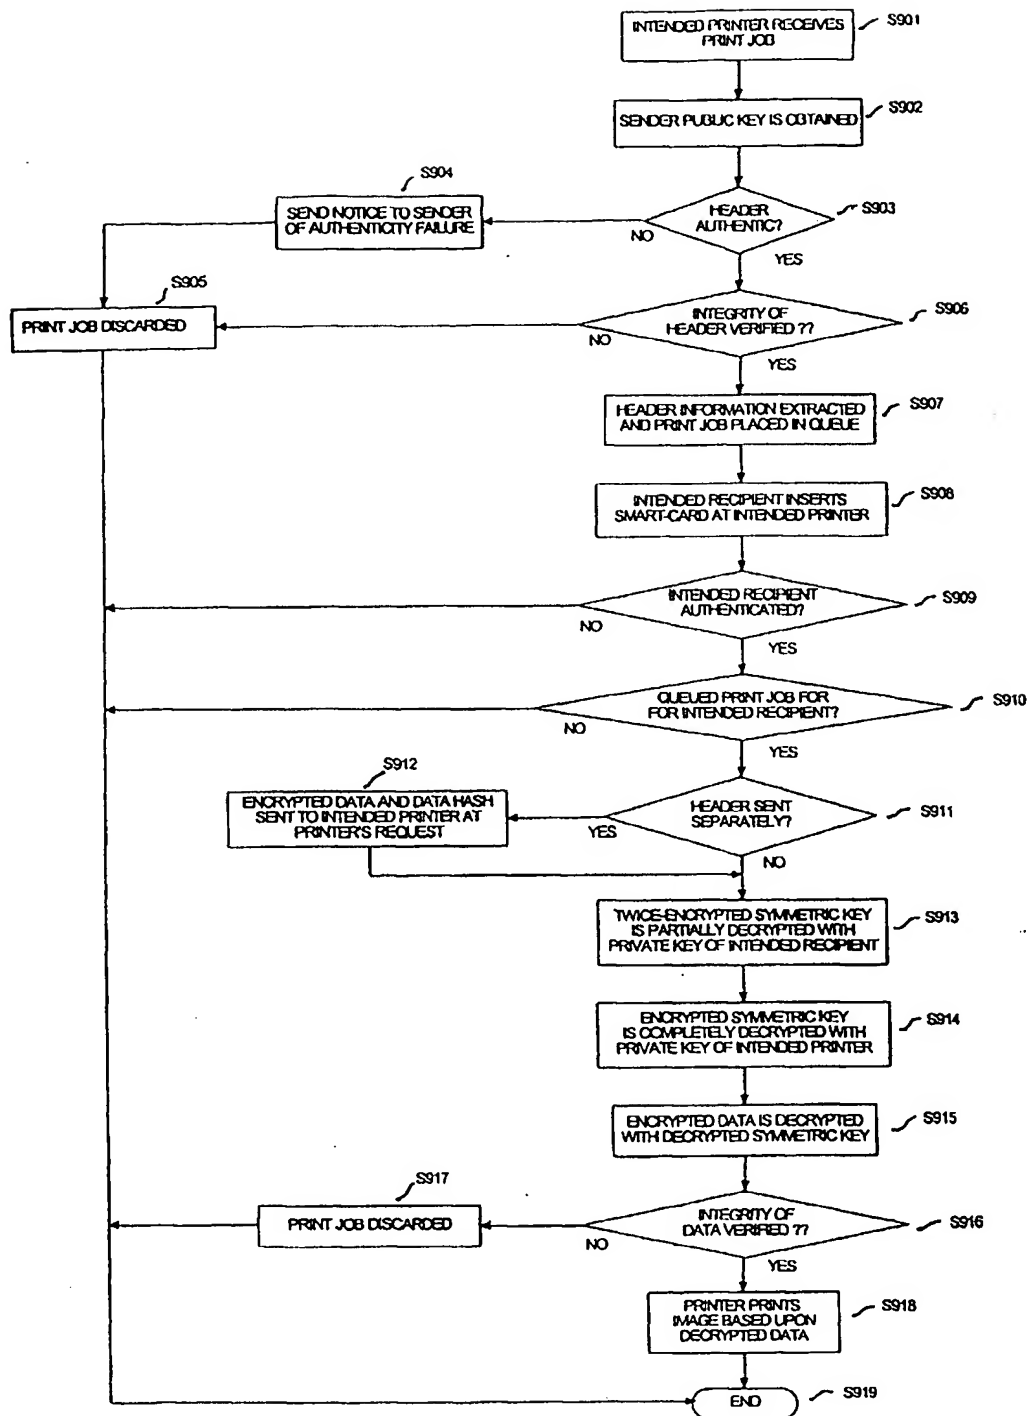 INTENDED PRINTER RECEIVES
PRINT JOB
S901
SENDER PUBLIC KEY IS OBTAINED
S902
S904
SEND NOTICE TO SENDER
OF AUTHENTICITY FAILURE
HEADER
AUTHENTIC?
S903
NO
YES
S905
PRINT JOB DISCARDED
INTEGRITY OF
HEADER VERIFIED ??
S906
NO
YES
HEADER INFORMATION EXTRACTED
AND PRINT JOB PLACED IN QUEUE
S907
INTENDED RECIPIENT INSERTS
SMART-CARD AT INTENDED PRINTER
S908
INTENDED RECIPIENT
AUTHENTICATED?
S909
NO
YES
QUEUED PRINT JOB FOR
FOR INTENDED RECIPIENT?
S910
NO
YES
S912
ENCRYPTED DATA AND DATA HASH
SENT TO INTENDED PRINTER AT
PRINTER'S REQUEST
HEADER SENT
SEPARATELY?
S911
YES
NO
TWICE-ENCRYPTED SYMMETRIC KEY
IS PARTIALLY DECRYPTED WITH
PRIVATE KEY OF INTENDED RECIPIENT
S913
ENCRYPTED SYMMETRIC KEY
IS COMPLETELY DECRYPTED WITH
PRIVATE KEY OF INTENDED PRINTER
S914
ENCRYPTED DATA IS DECRYPTED
WITH DECRYPTED SYMMETRIC KEY
S915
S917
PRINT JOB DISCARDED
INTEGRITY OF
DATA VERIFIED ??
S916
NO
YES
PRINTER PRINTS
IMAGE BASED UPON
DECRYPTED DATA
S918
END
S919